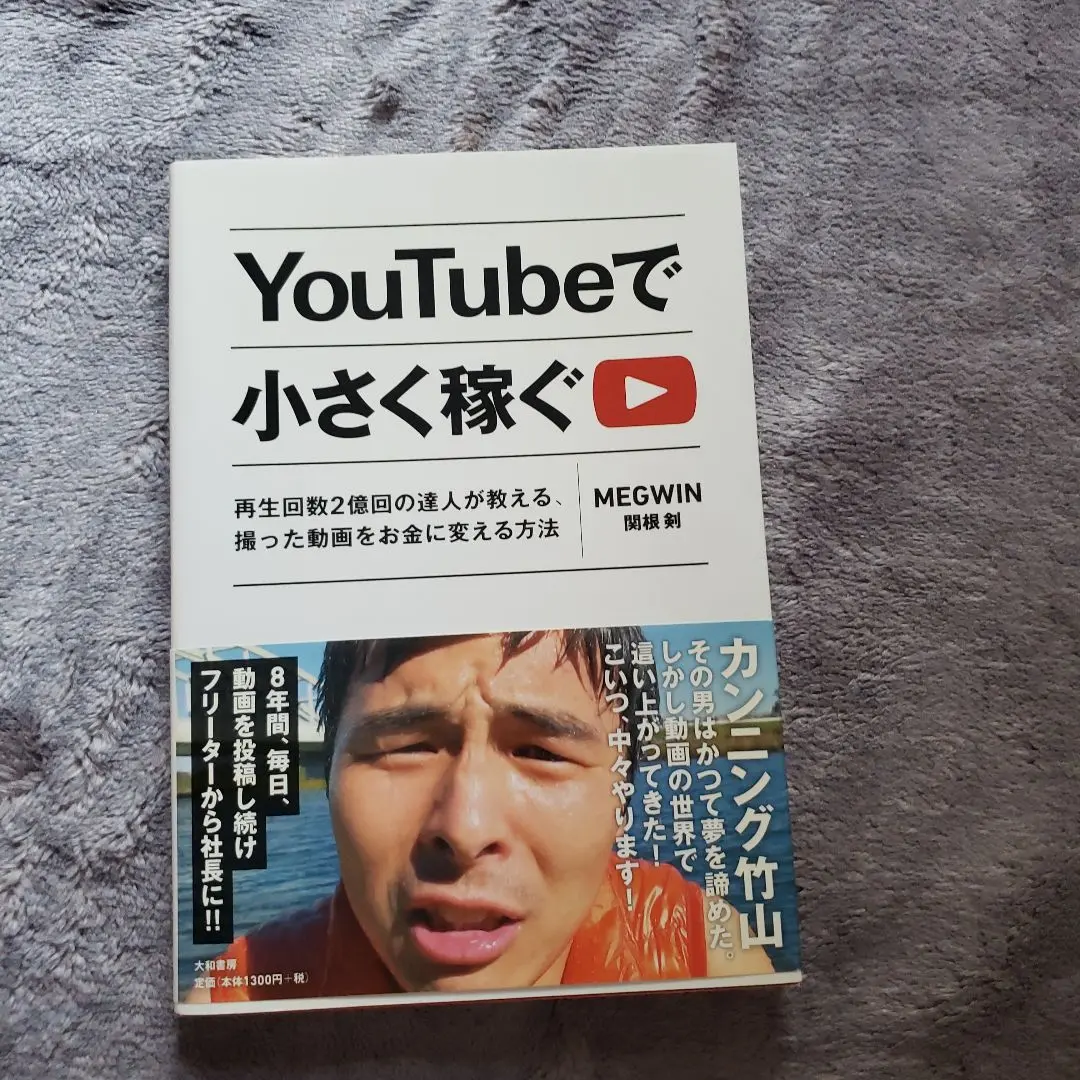 YouTubeで
小さく稼ぐ
再生回数2億回の達人が教える、
撮った動画をお金に変える方法
MEGWIN
関根 剣
カンニング竹山
その男はかつて夢を諦めた。
しかし動画の世界で
這い上がってきた！
こいつ、中々やります！
8年間、毎日、
動画を投稿し続け
フリーターから社長に!!
大和書房
定価(本体1300円+税)